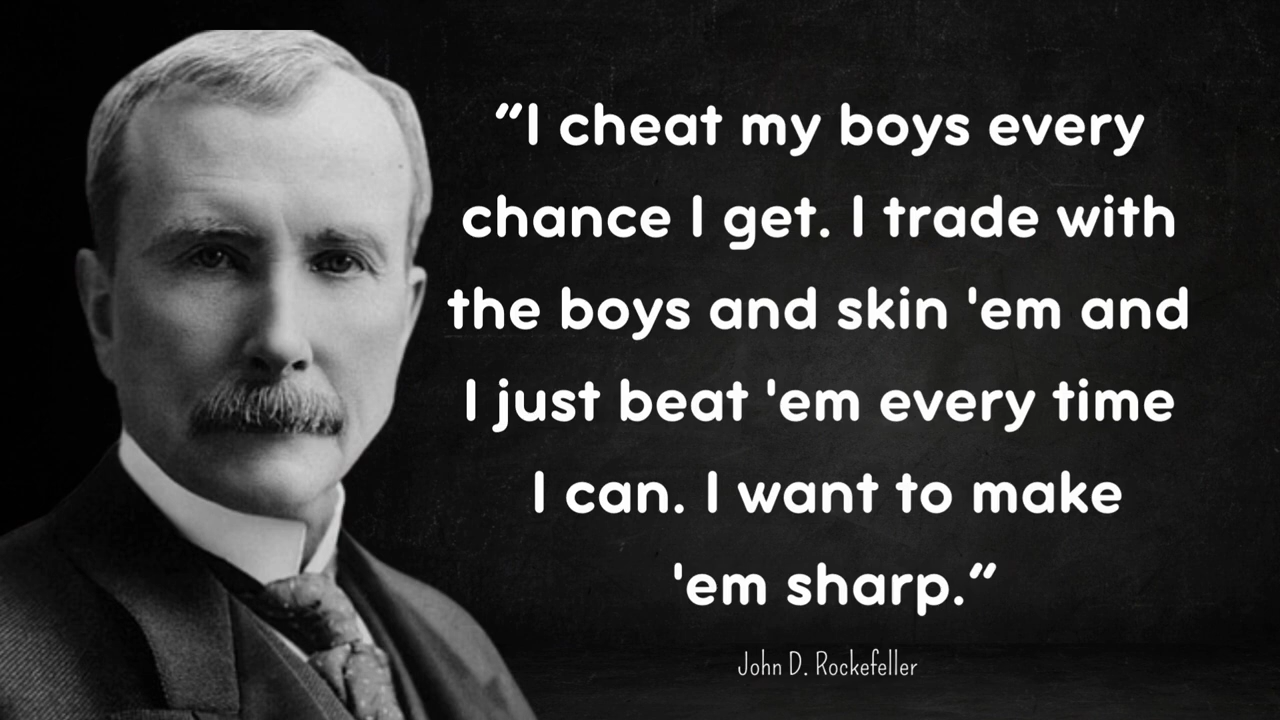 “I cheat my boys every
chance I get. I trade with
the boys and skin 'em and
I just beat 'em every time
I can. I want to make
'em sharp.”
John D. Rockefeller